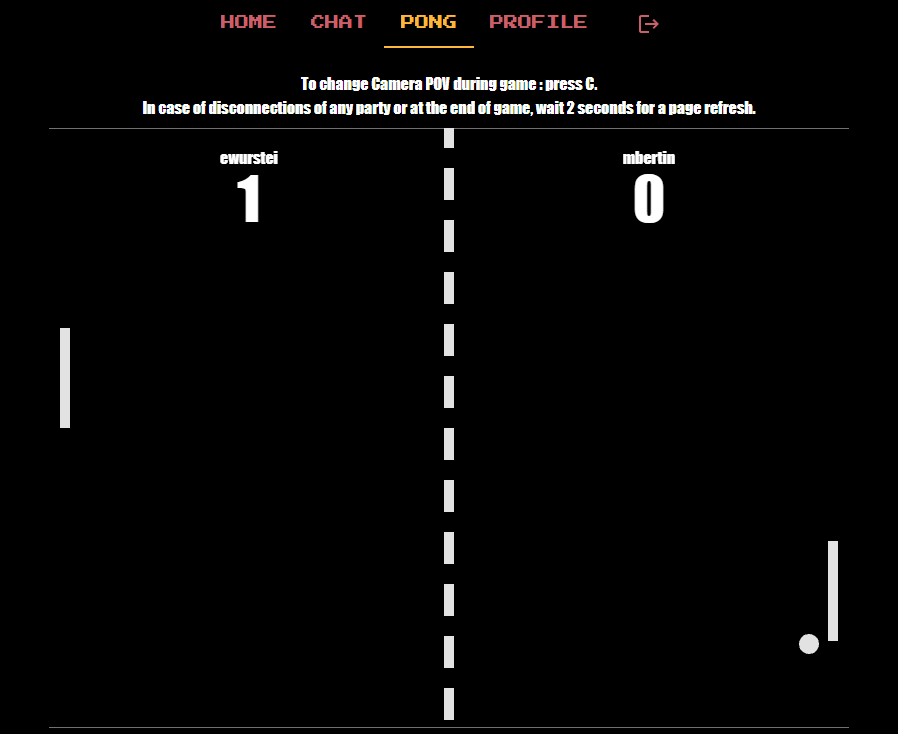 HOME CHAT PONG PROFILE
To change Camera POV during game : press C.
In case of disconnections of any party or at the end of game, wait 2 seconds for a page refresh.
ewurstei mbertin
1 0